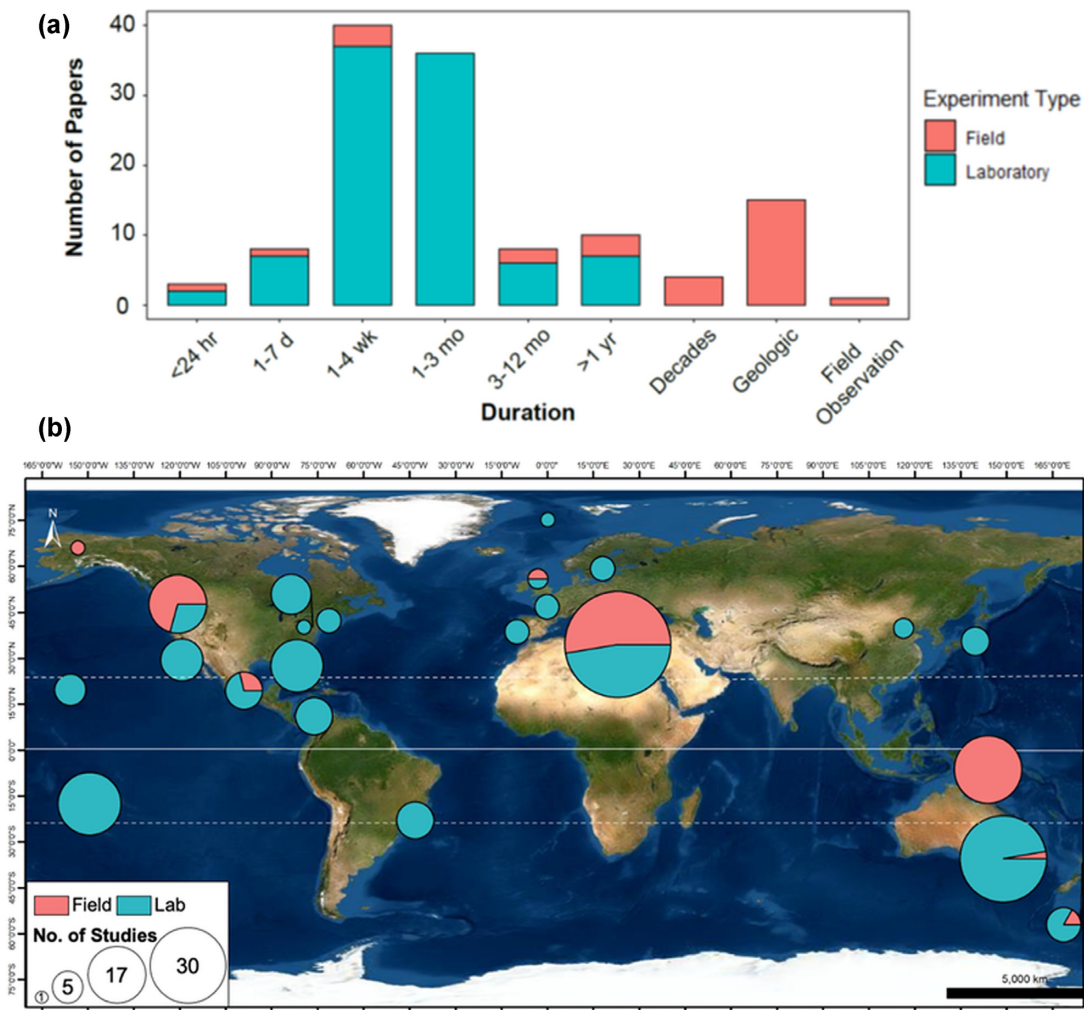 (a)
40
30
20
10
0
Number of Papers
<24 hr
1-7 d
1-4 wk
1-3 mo
3-12 mo
>1 yr
Decades
Geologic
Field
Observation
Duration
Experiment Type
Field
Laboratory
(b)
165°0'0"W 150°0'0"W 135°0'0"W 120°0'0"W 105°0'0"W 90°0'0"W 75°0'0"W 60°0'0"W 45°0'0"W 30°0'0"W 15°0'0"W 0°0'0" 15°0'0"E 30°0'0"E 45°0'0"E 60°0'0"E 75°0'0"E 90°0'0"E 105°0'0"E 120°0'0"E 135°0'0"E 150°0'0"E 165°0'0"E
N
75°0'0"N
60°0'0"N
45°0'0"N
30°0'0"N
15°0'0"N
0°0'0"
15°0'0"S
30°0'0"S
45°0'0"S
60°0'0"S
75°0'0"S
Field Lab
No. of Studies
1 5 17 30
5,000 km